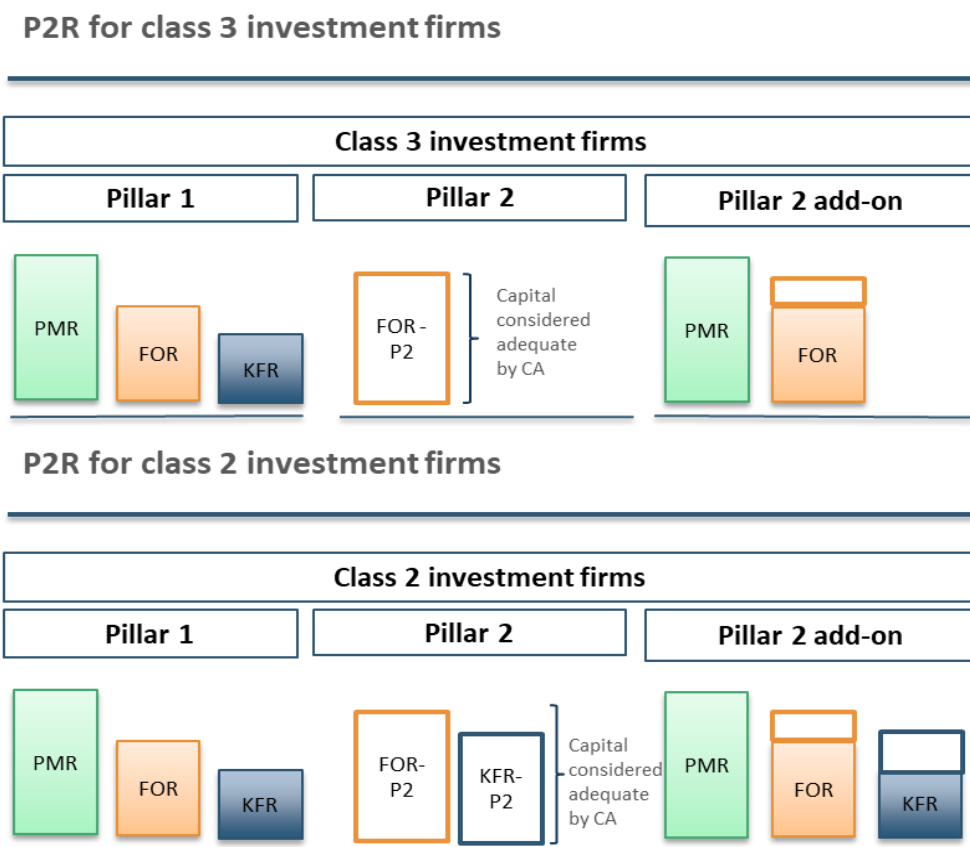 P2R for class 3 investment firms
Class 3 investment firms
Pillar 1
Pillar 2
Pillar 2 add-on
PMR
FOR
KFR
FOR -
P2
Capital
considered
adequate
by CA
PMR
FOR
P2R for class 2 investment firms
Class 2 investment firms
Pillar 1
Pillar 2
Pillar 2 add-on
PMR
FOR
KFR
FOR-
P2
KFR-
P2
Capital
considered
adequate
by CA
PMR
FOR
KFR